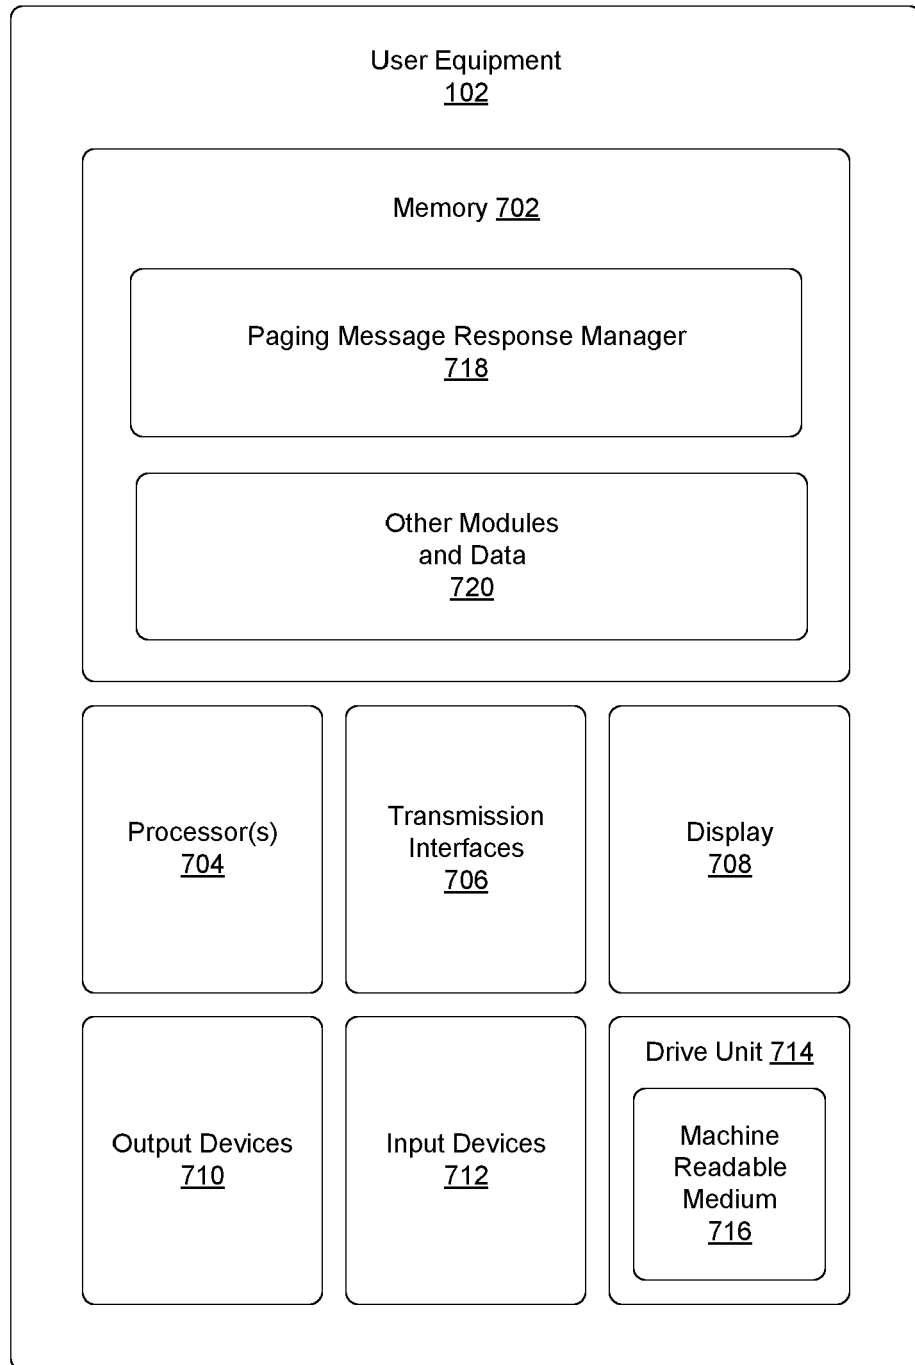 User Equipment
102
Memory 702
Paging Message Response Manager
718
Other Modules
and Data
720
Processor(s)
704
Transmission
Interfaces
706
Display
708
Output Devices
710
Input Devices
712
Drive Unit 714
Machine
Readable
Medium
716